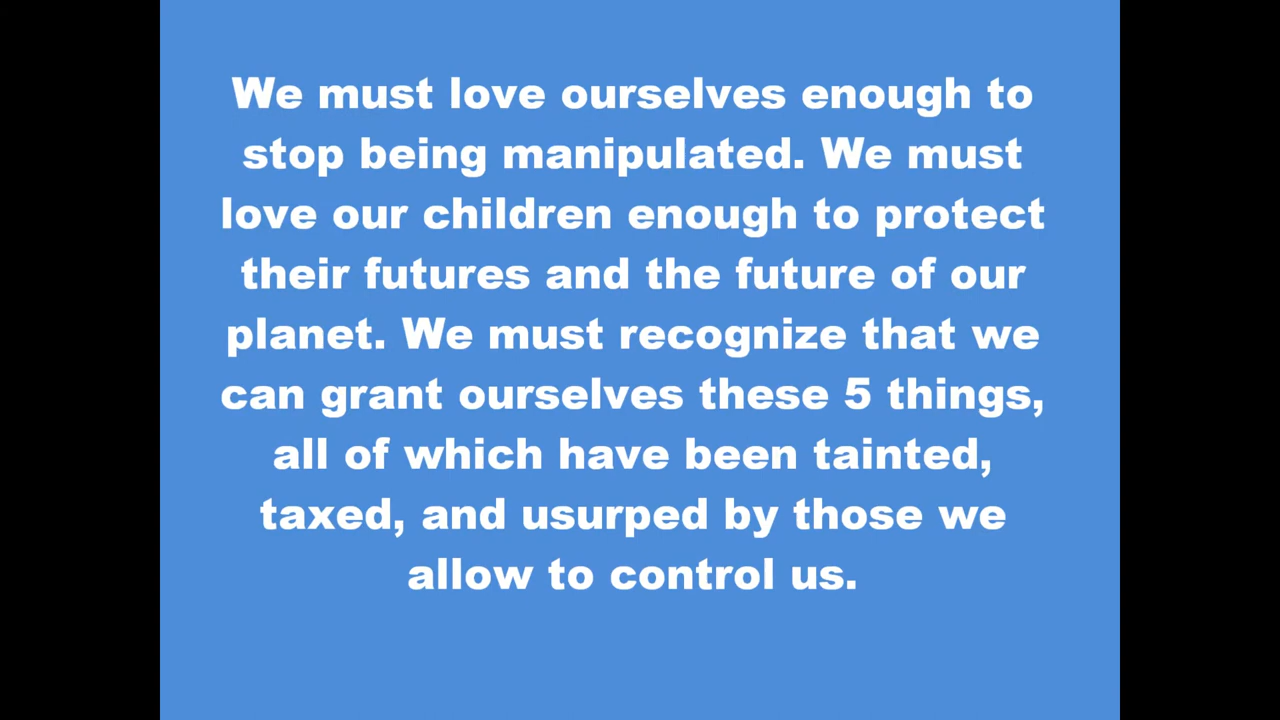 We must love ourselves enough to
stop being manipulated. We must
love our children enough to protect
their futures and the future of our
planet. We must recognize that we
can grant ourselves these 5 things,
all of which have been tainted,
taxed, and usurped by those we
allow to control us.